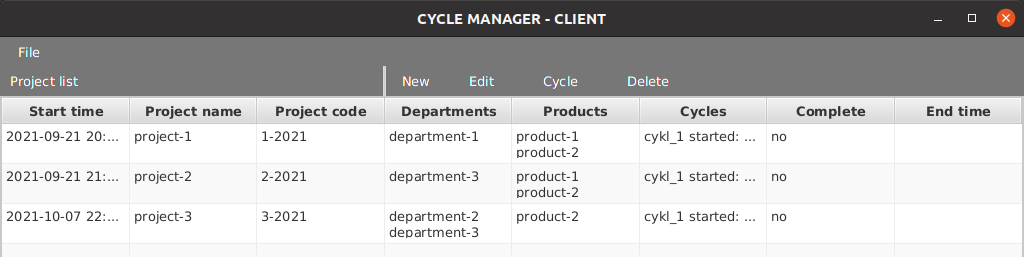 CYCLE MANAGER - CLIENT
File
Project list New Edit Cycle Delete
Start time Project name Project code Departments Products Cycles Complete End time
2021-09-21 20:... project-1 1-2021 department-1 product-1 cykl_1 started: ... no
product-2
2021-09-21 21:... project-2 2-2021 department-3 product-1 cykl_1 started: ... no
product-2
2021-10-07 22:... project-3 3-2021 department-2 product-2 cykl_1 started: ... no
department-3